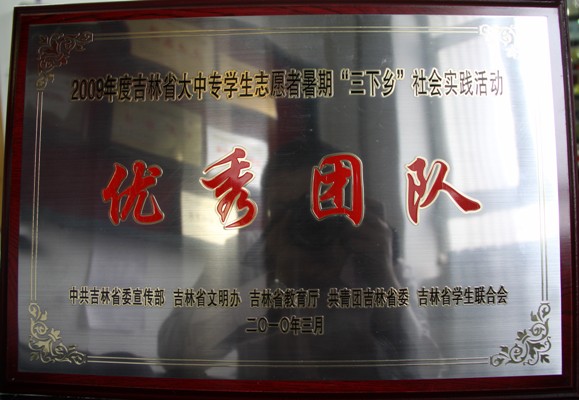 2009年度吉林省大中专学生志愿者暑期“三下乡”社会实践活动
优秀团队
中共吉林省委宣传部 吉林省文明办 吉林省教育厅 共青团吉林省委 吉林省学生联合会
二〇一〇年三月